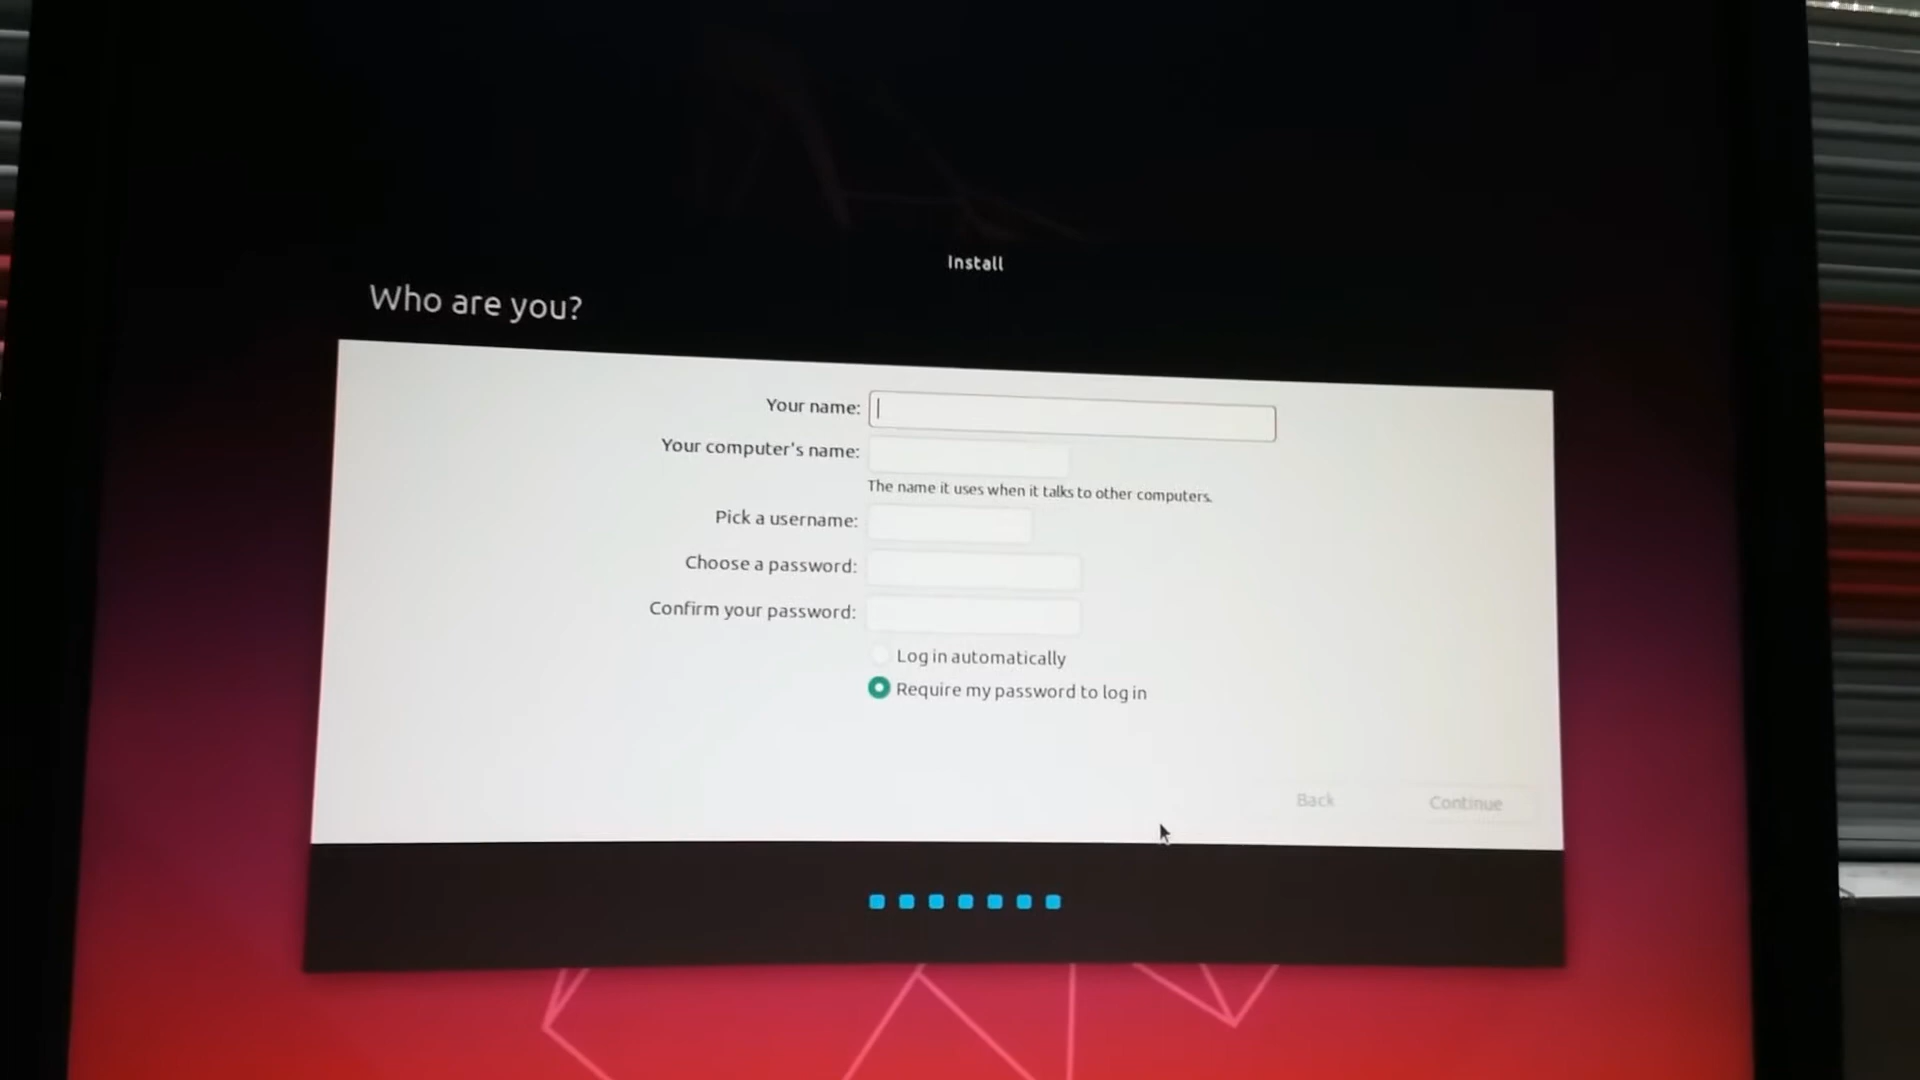 Install
Who are you?
Your name:
Your computer's name:
The name it uses when it talks to other computers.
Pick a username:
Choose a password:
Confirm your password:
Log in automatically
Require my password to log in
Back
Continue